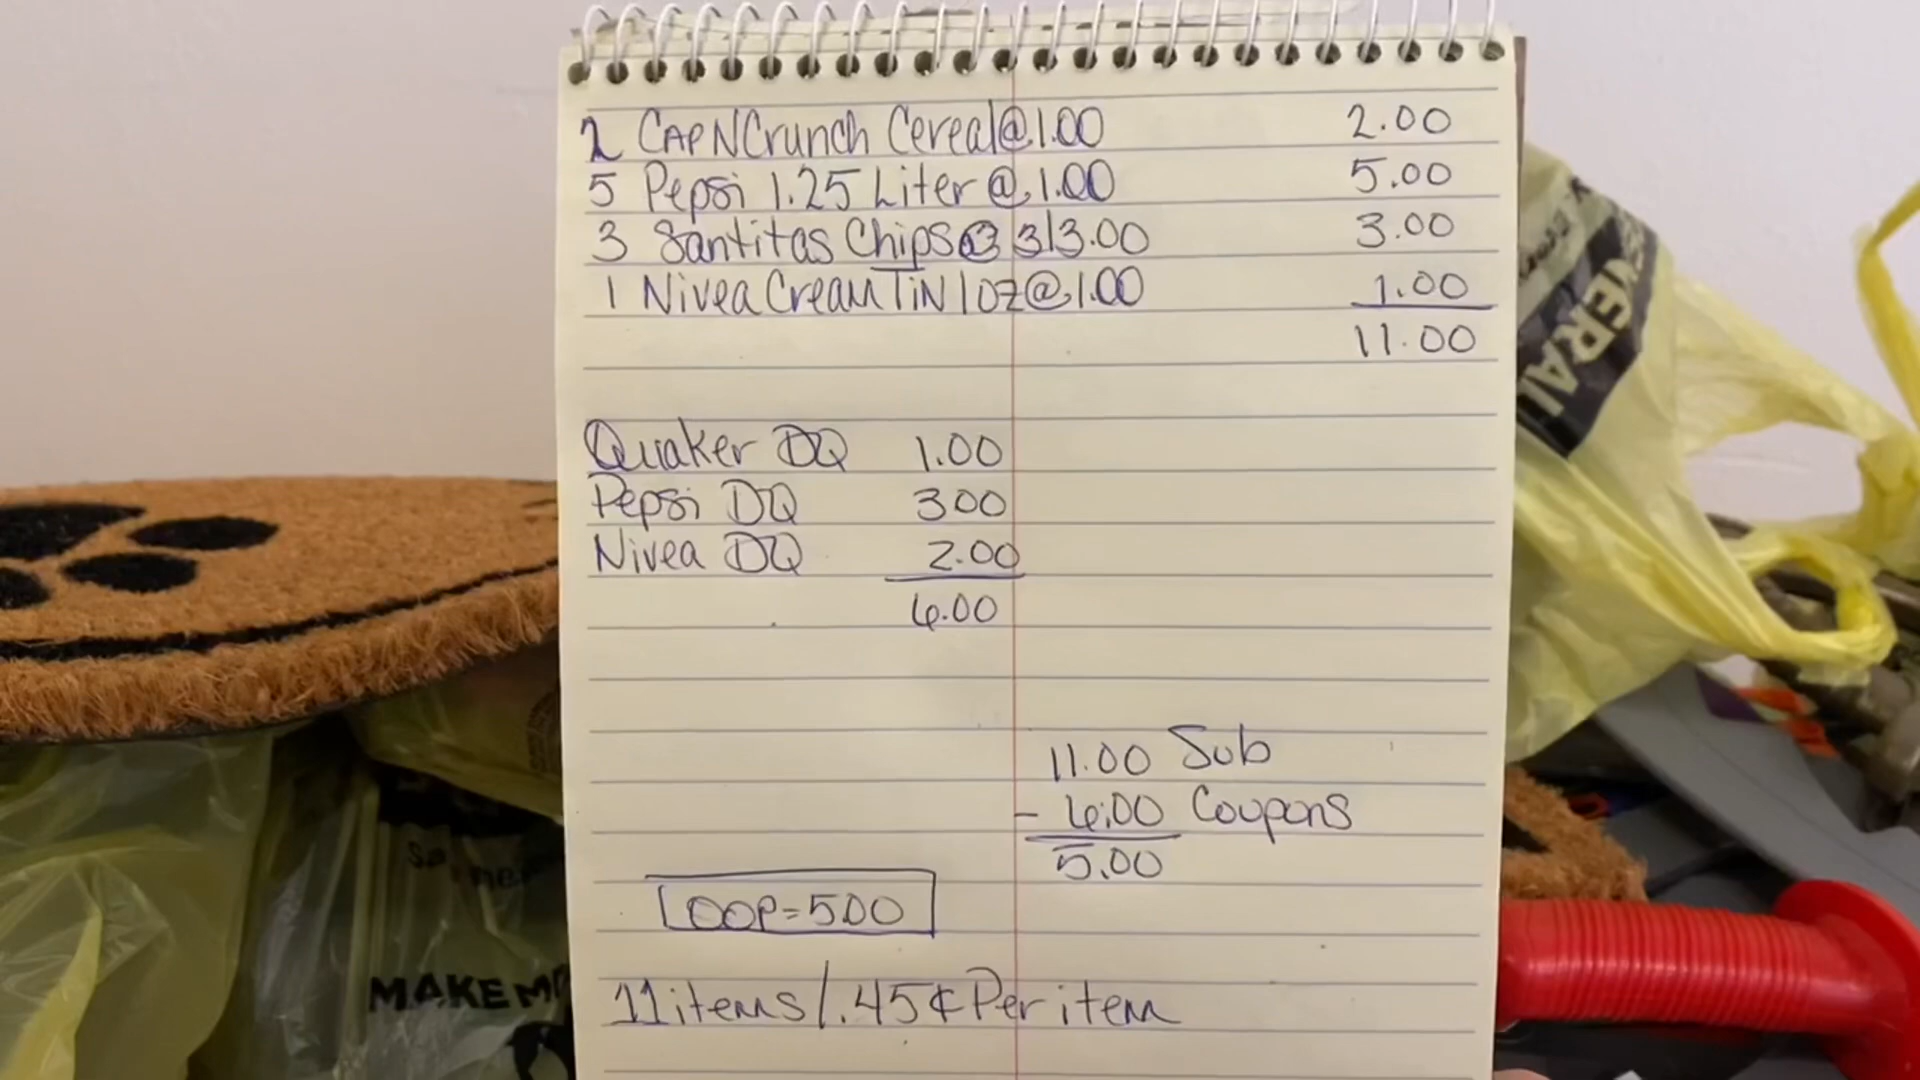 2 CAPNCrunch Cereal@1.00 2.00
5 Pepsi 1.25 Liter @ 1.00 5.00
3 Santitas Chips@ 3/3.00 3.00
1 Nivea Cream TiN 1oz@1.00 1.00
11.00
Quaker DQ 1.00
Pepsi DQ 300
Nivea DQ 2.00
6.00
11.00 Sub
- 6.00 Coupons
5.00
OOP=5.00
11 items/.45¢ Per item
MAKE